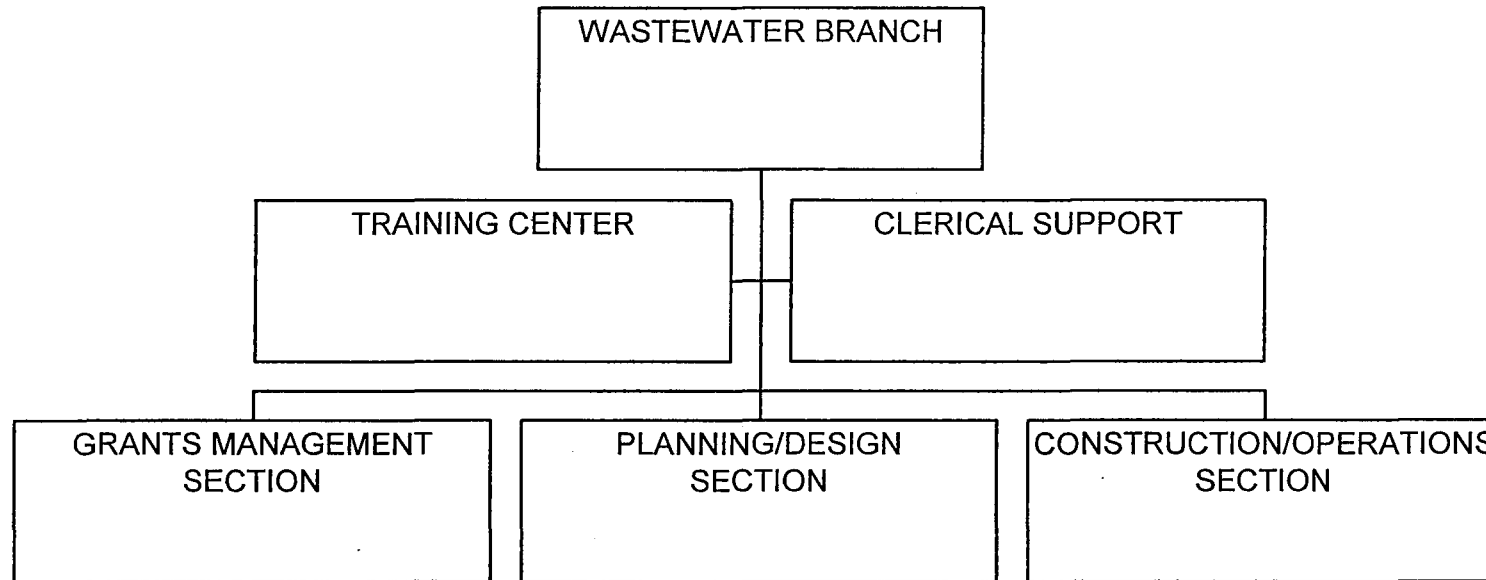 WASTEWATER BRANCH
TRAINING CENTER
CLERICAL SUPPORT
GRANTS MANAGEMENT
SECTION
PLANNING/DESIGN
SECTION
CONSTRUCTION/OPERATIONS
SECTION